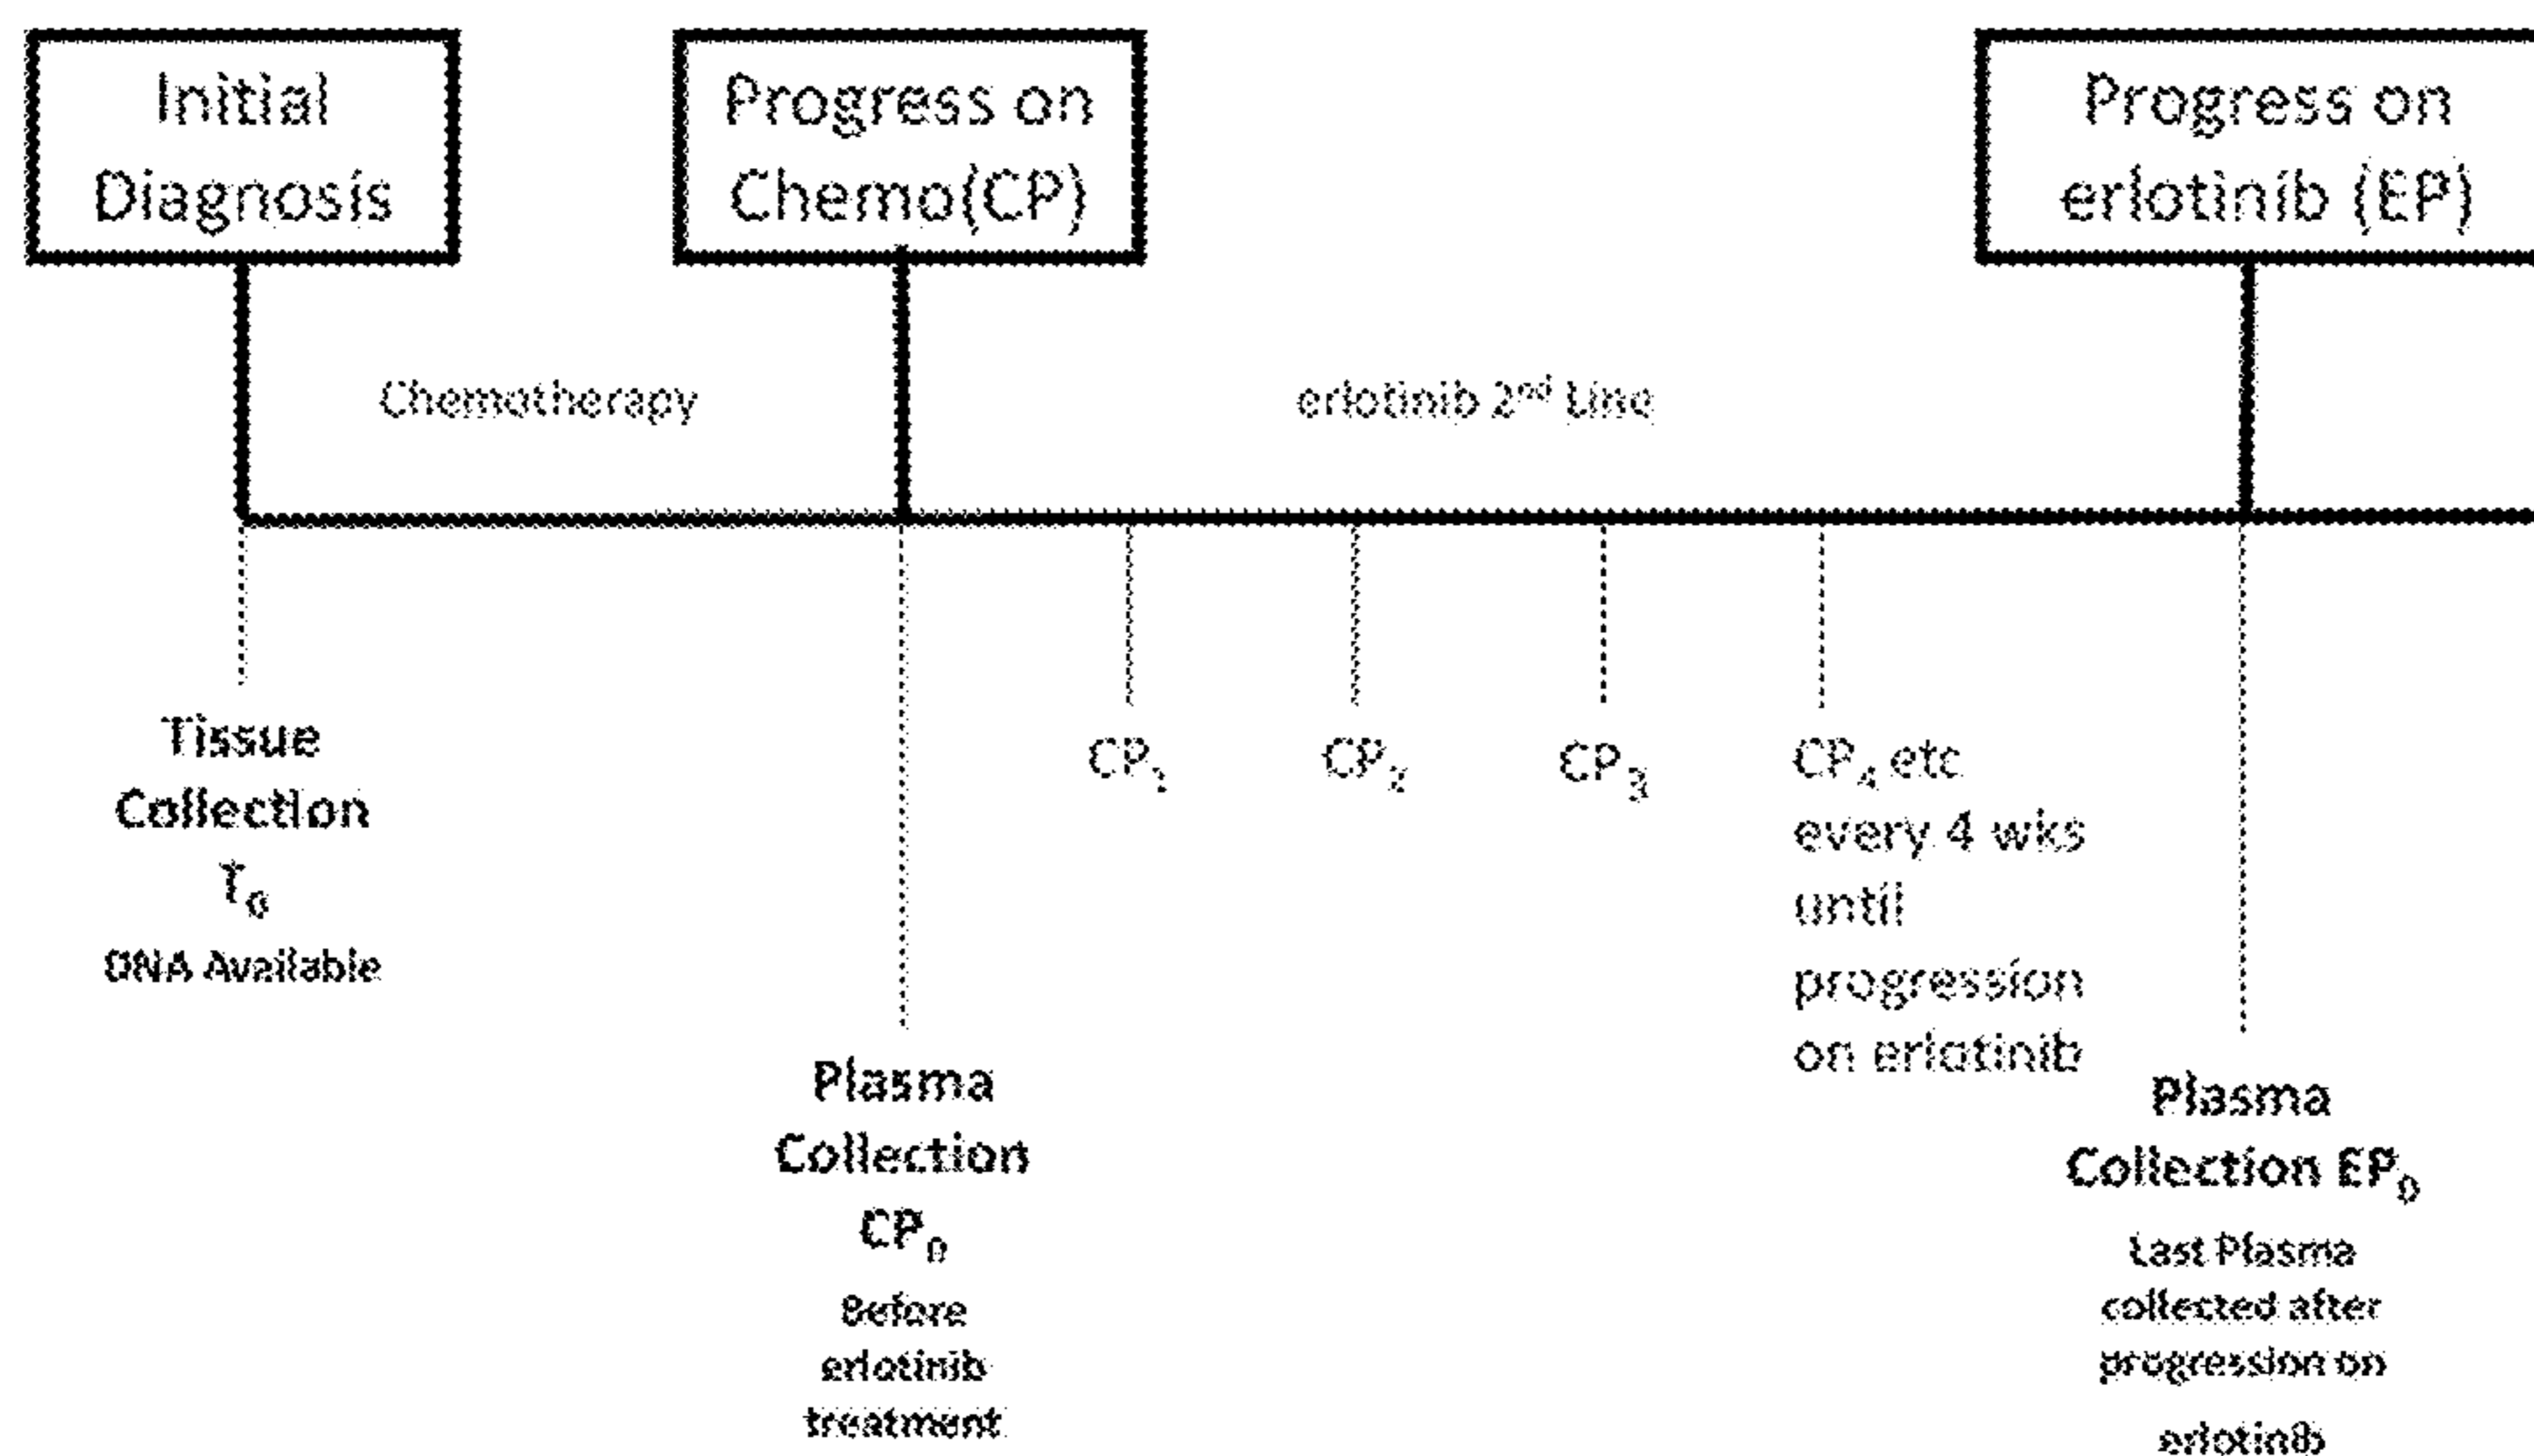 Initial
Diagnosis
Progress on
Chemo(CP)
Progress on
erlotinib (EP)
Chemotherapy
erlotinib 2nd Line
Tissue
Collection
T0
DNA Available
Plasma
Collection
CP0
Before
erlotinib
treatment
CP1
CP2
CP3
CP4 etc
every 4 wks
until
progression
on erlotinib
Plasma
Collection EP0
Last Plasma
collected after
progression on
erlotinib